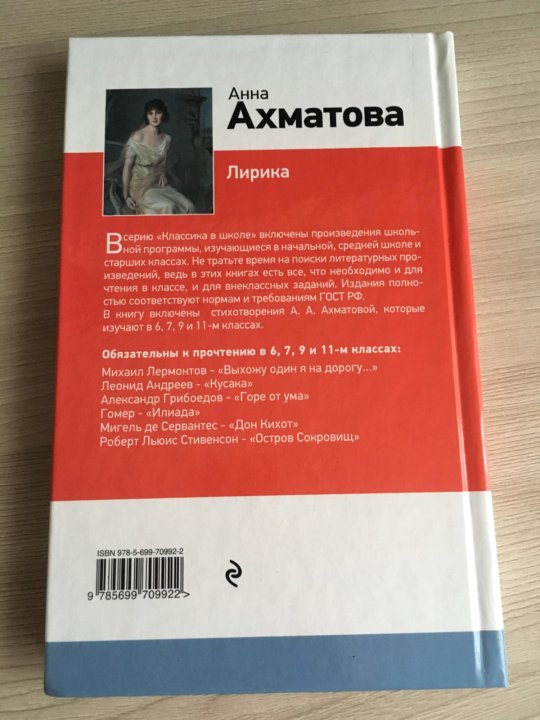 Анна
Ахматова
Лирика
В серию «Классика в школе» включены произведения школь-
ной программы, изучающиеся в начальной, средней школе и
старших классах. Не тратьте время на поиски литературных про-
изведений, ведь в этих книгах есть все, что необходимо и для
чтения в классе, и для внеклассных заданий. Издания полно-
стью соответствуют нормам и требованиям ГОСТ РФ.
В книгу включены стихотворения А. А. Ахматовой, которые
изучают в 6, 7, 9 и 11-м классах.
Обязательны к прочтению в 6, 7, 9 и 11-м классах:
Михаил Лермонтов - «Выхожу один я на дорогу...»
Леонид Андреев - «Кусака»
Александр Грибоедов - «Горе от ума»
Гомер - «Илиада»
Мигель де Сервантес - «Дон Кихот»
Роберт Льюис Стивенсон - «Остров Сокровищ»
ISBN 978-5-699-70992-2
9 785699 709922 >